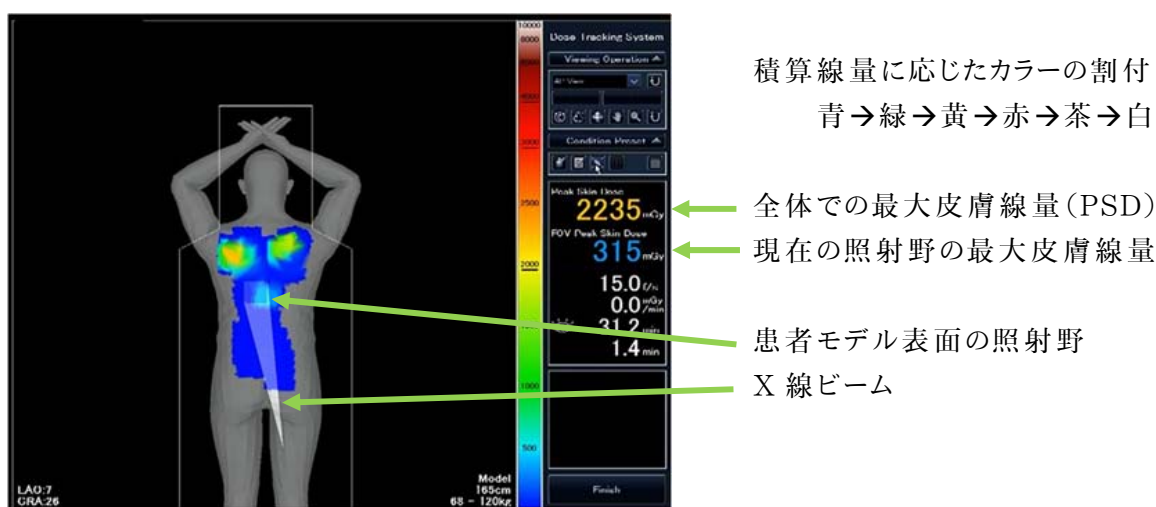 10000
8000
3000
2500
2000
1000
500
Dose Tracking System
Viewing Operation
AP View
Condition Preset
Peak Skin Dose
2235 mGy
FOV Peak Skin Dose
315 mGy
15.0 f/s
0.0 mGy/min
31.2 min
1.4 min
Finish
LAO:7
CRA:26
Model
165cm
68 - 120kg
積算線量に応じたカラーの割付
青→緑→黄→赤→茶→白
全体での最大皮膚線量(PSD)
現在の照射野の最大皮膚線量
患者モデル表面の照射野
X 線ビーム